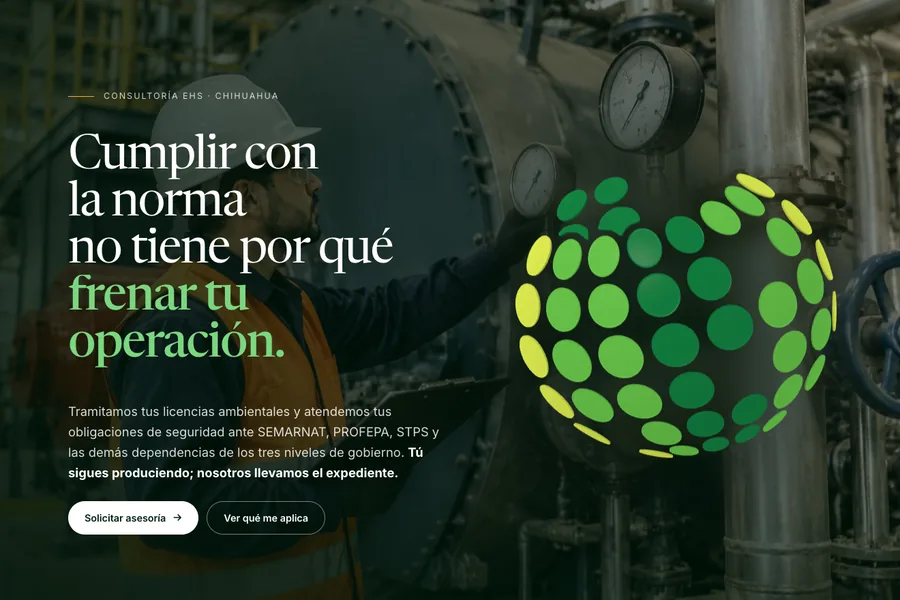 CONSULTORÍA EHS · CHIHUAHUA
Cumplir con
la norma
no tiene por qué
frenar tu
operación.
Tramitamos tus licencias ambientales y atendemos tus
obligaciones de seguridad ante SEMARNAT, PROFEPA, STPS y
las demás dependencias de los tres niveles de gobierno. Tú
sigues produciendo; nosotros llevamos el expediente.
Solicitar asesoría →
Ver qué me aplica